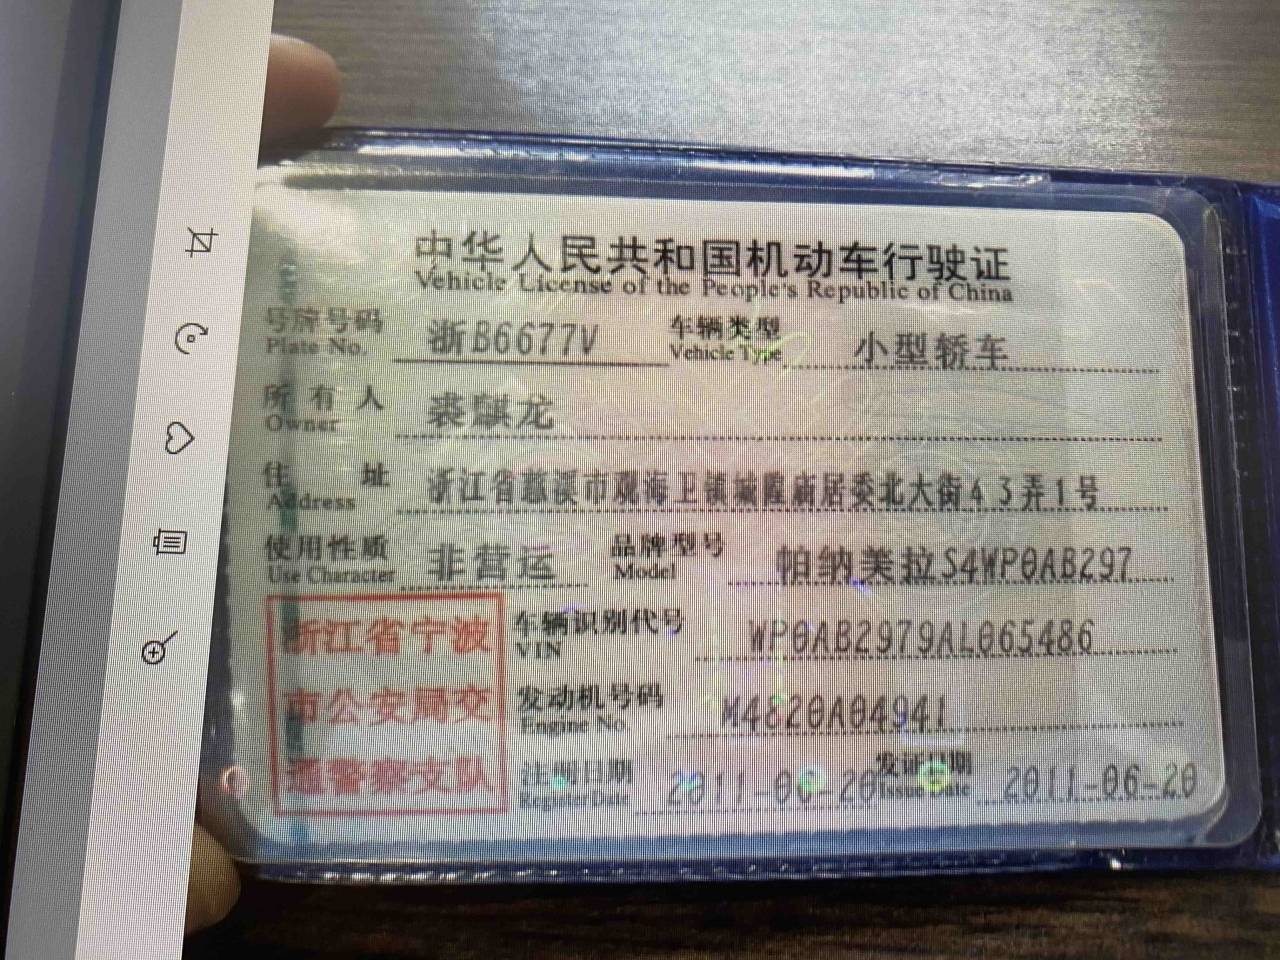 中华人民共和国机动车行驶证
Vehicle License of the People's Republic of China
号牌号码 浙B6677V 车辆类型 小型轿车
Plate No. Vehicle Type
所有人 裘麒龙
Owner
住址 浙江省慈溪市观海卫镇城隍庙居委北大街43弄1号
Address
使用性质 非营运 品牌型号 帕纳美拉S4WP0AB297
Use Character Model
浙江省宁波
市公安局交
通警察支队
车辆识别代号 WP0AB2979AL065486
VIN
发动机号码 M4820A04941
Engine No.
注册日期 2011-06-20 发证日期 2011-06-20
Register Date Issue Date